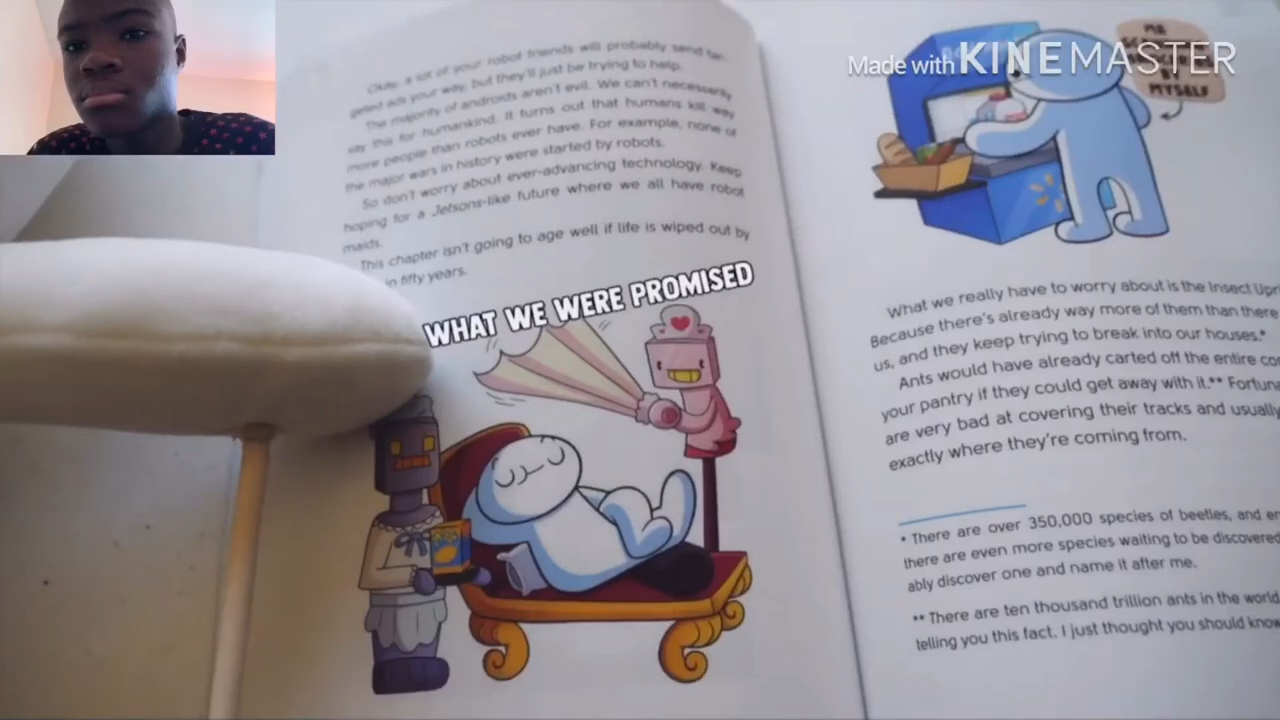 Okay, a lot of your robot friends will probably send tar-
geted ads your way, but they'll just be trying to help.
The majority of androids aren't evil. We can't necessarily
say this for humankind. It turns out that humans kill way
more people than robots ever have. For example, none of
the major wars in history were started by robots.
So don't worry about ever-advancing technology. Keep
hoping for a Jetsons-like future where we all have robot
maids.
This chapter isn't going to age well if life is wiped out by
in fifty years.
WHAT WE WERE PROMISED
Made with KINEMASTER
ME
BY
MYSELF
What we really have to worry about is the Insect Upr
Because there's already way more of them than there
us, and they keep trying to break into our houses.*
Ants would have already carted off the entire co
your pantry if they could get away with it.** Fortun
are very bad at covering their tracks and usually
exactly where they're coming from.
* There are over 350,000 species of beetles, and en
there are even more species waiting to be discovered
ably discover one and name it after me.
** There are ten thousand trillion ants in the world
telling you this fact. I just thought you should know